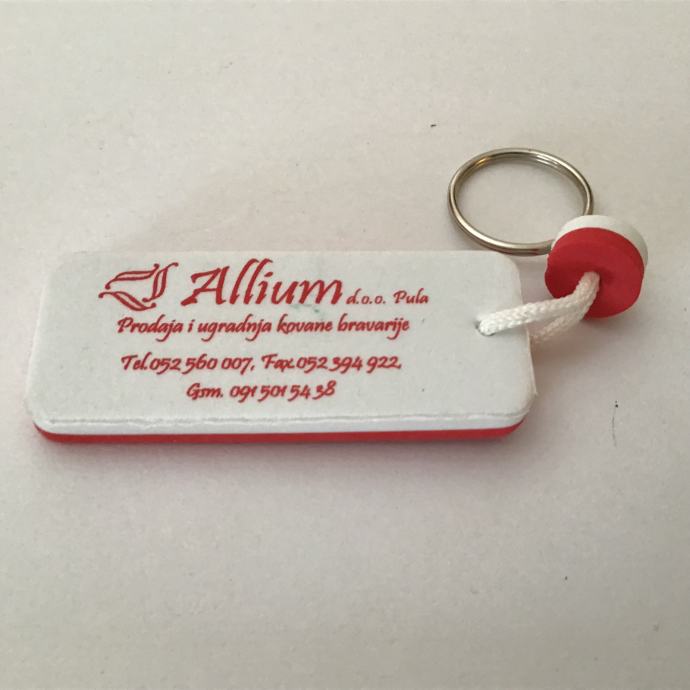 Allium d.o.o. Pula
Prodaja i ugradnja kovane bravarije
Tel.052 560 007, Fax.052 394 922,
Gsm. 091 501 54 38